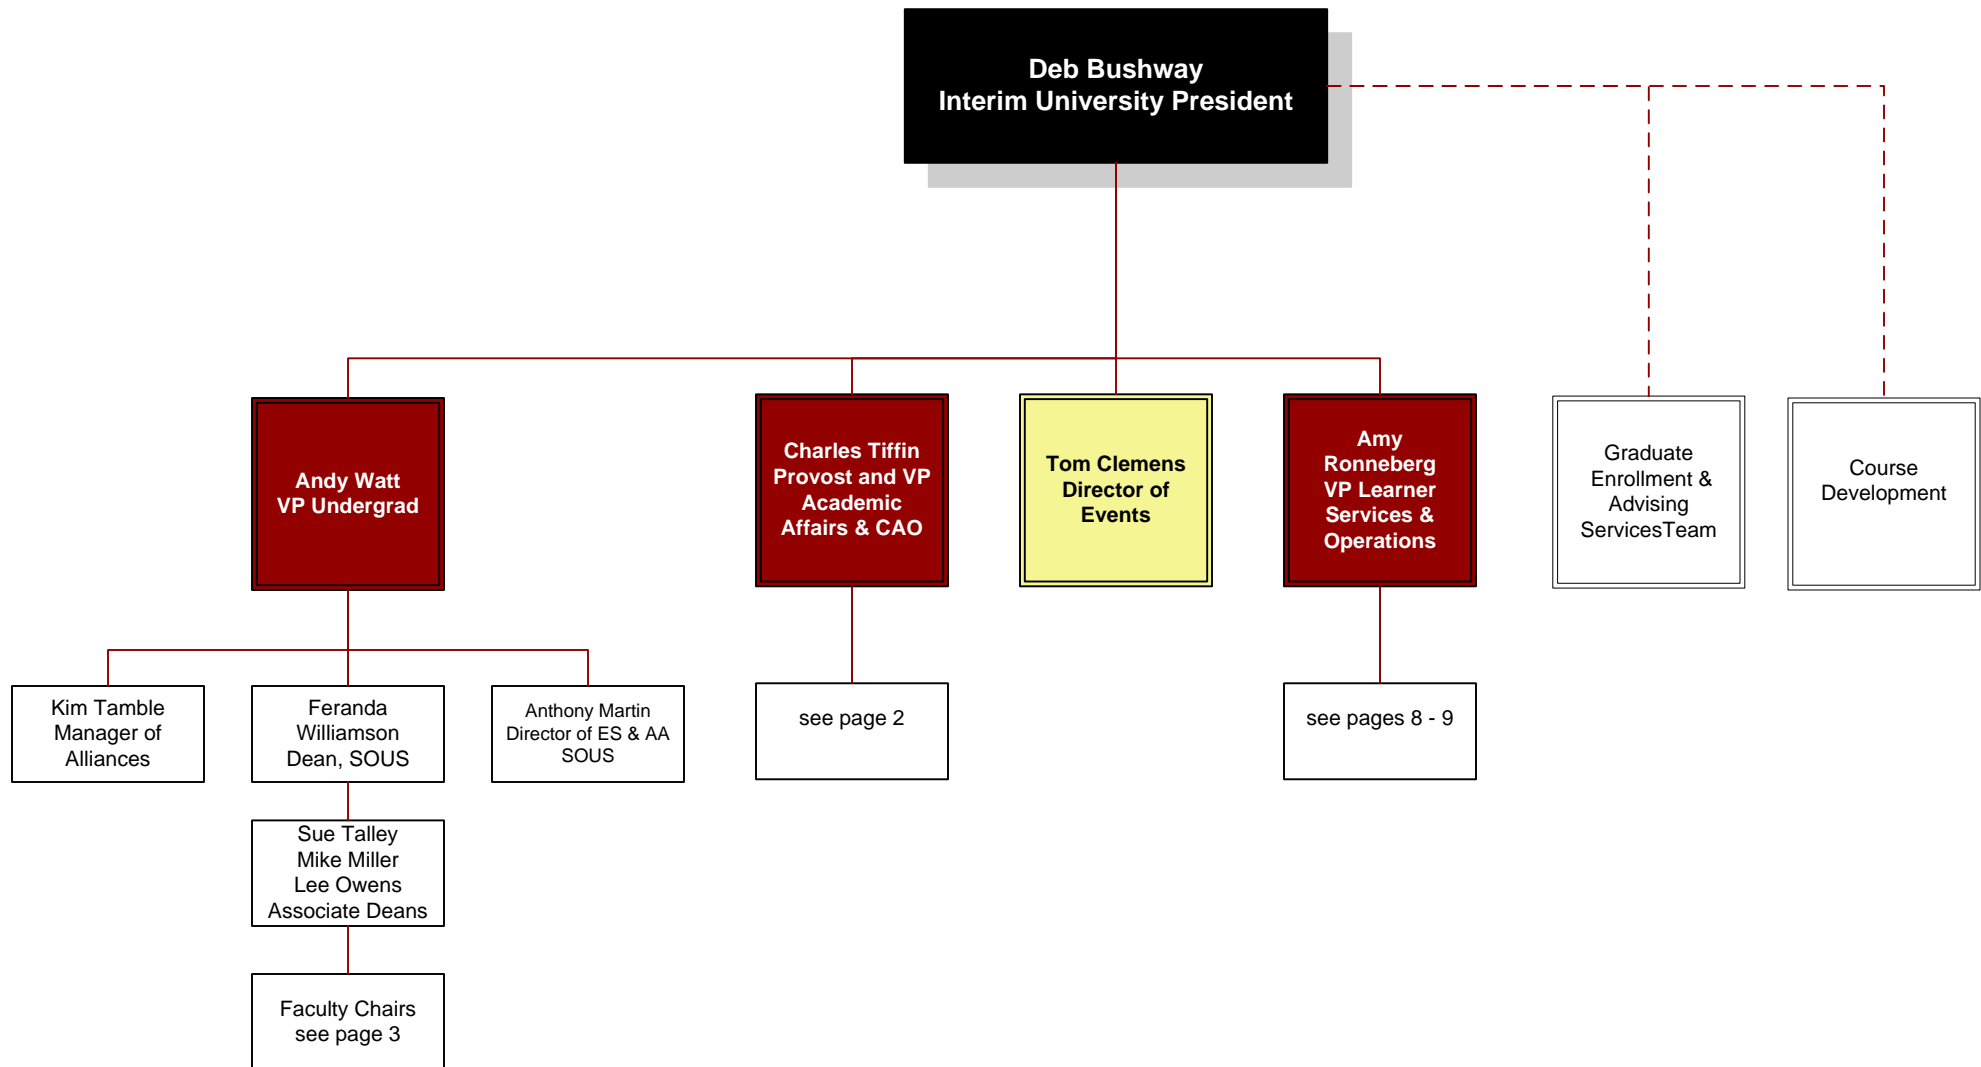 Deb Bushway
Interim University President
Andy Watt
VP Undergrad
Charles Tiffin
Provost and VP
Academic
Affairs & CAO
Tom Clemens
Director of
Events
Amy
Ronneberg
VP Learner
Services &
Operations
Graduate
Enrollment &
Advising
ServicesTeam
Course
Development
Kim Tamble
Manager of
Alliances
Feranda
Williamson
Dean, SOUS
Anthony Martin
Director of ES & AA
SOUS
see page 2
see pages 8 - 9
Sue Talley
Mike Miller
Lee Owens
Associate Deans
Faculty Chairs
see page 3